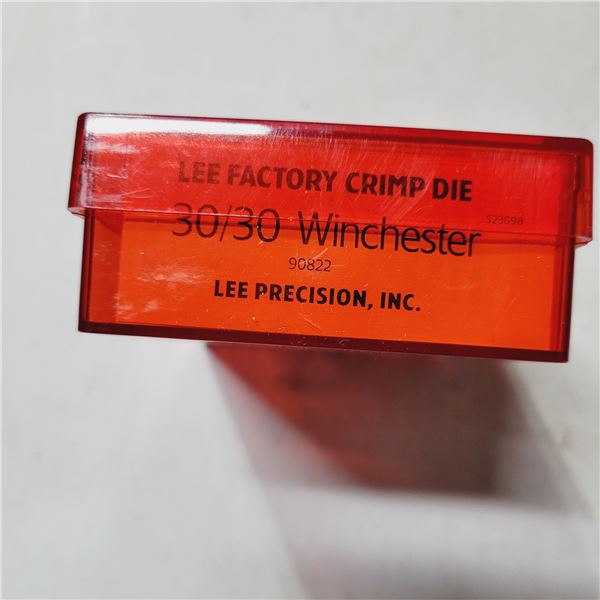 LEE FACTORY CRIMP DIE
S23098
30/30 Winchester
90822
LEE PRECISION, INC.